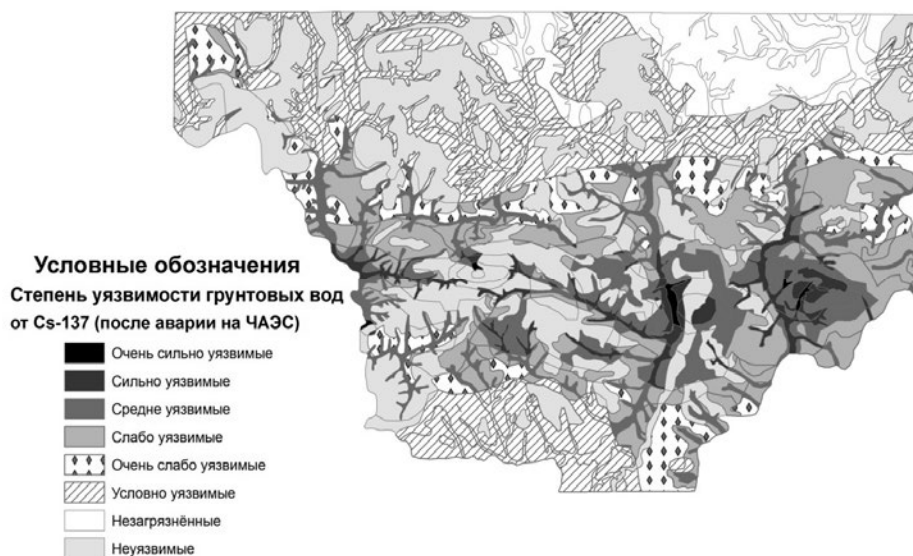 Условные обозначения
Степень уязвимости грунтовых вод
от Cs-137 (после аварии на ЧАЭС)
Очень сильно уязвимые
Сильно уязвимые
Средне уязвимые
Слабо уязвимые
Очень слабо уязвимые
Условно уязвимые
Незагрязнённые
Неуязвимые